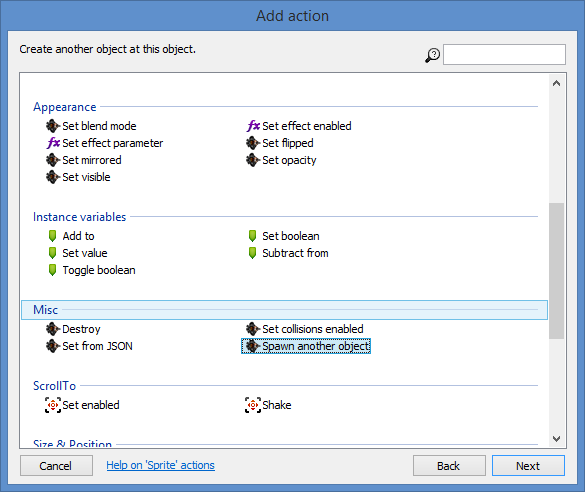 Add action
Create another object at this object.
Appearance
Set blend mode
Set effect enabled
Set effect parameter
Set flipped
Set mirrored
Set opacity
Set visible
Instance variables
Add to
Set boolean
Set value
Subtract from
Toggle boolean
Misc
Destroy
Set collisions enabled
Set from JSON
Spawn another object
ScrollTo
Set enabled
Shake
Size & Position
Cancel
Help on 'Sprite' actions
Back
Next